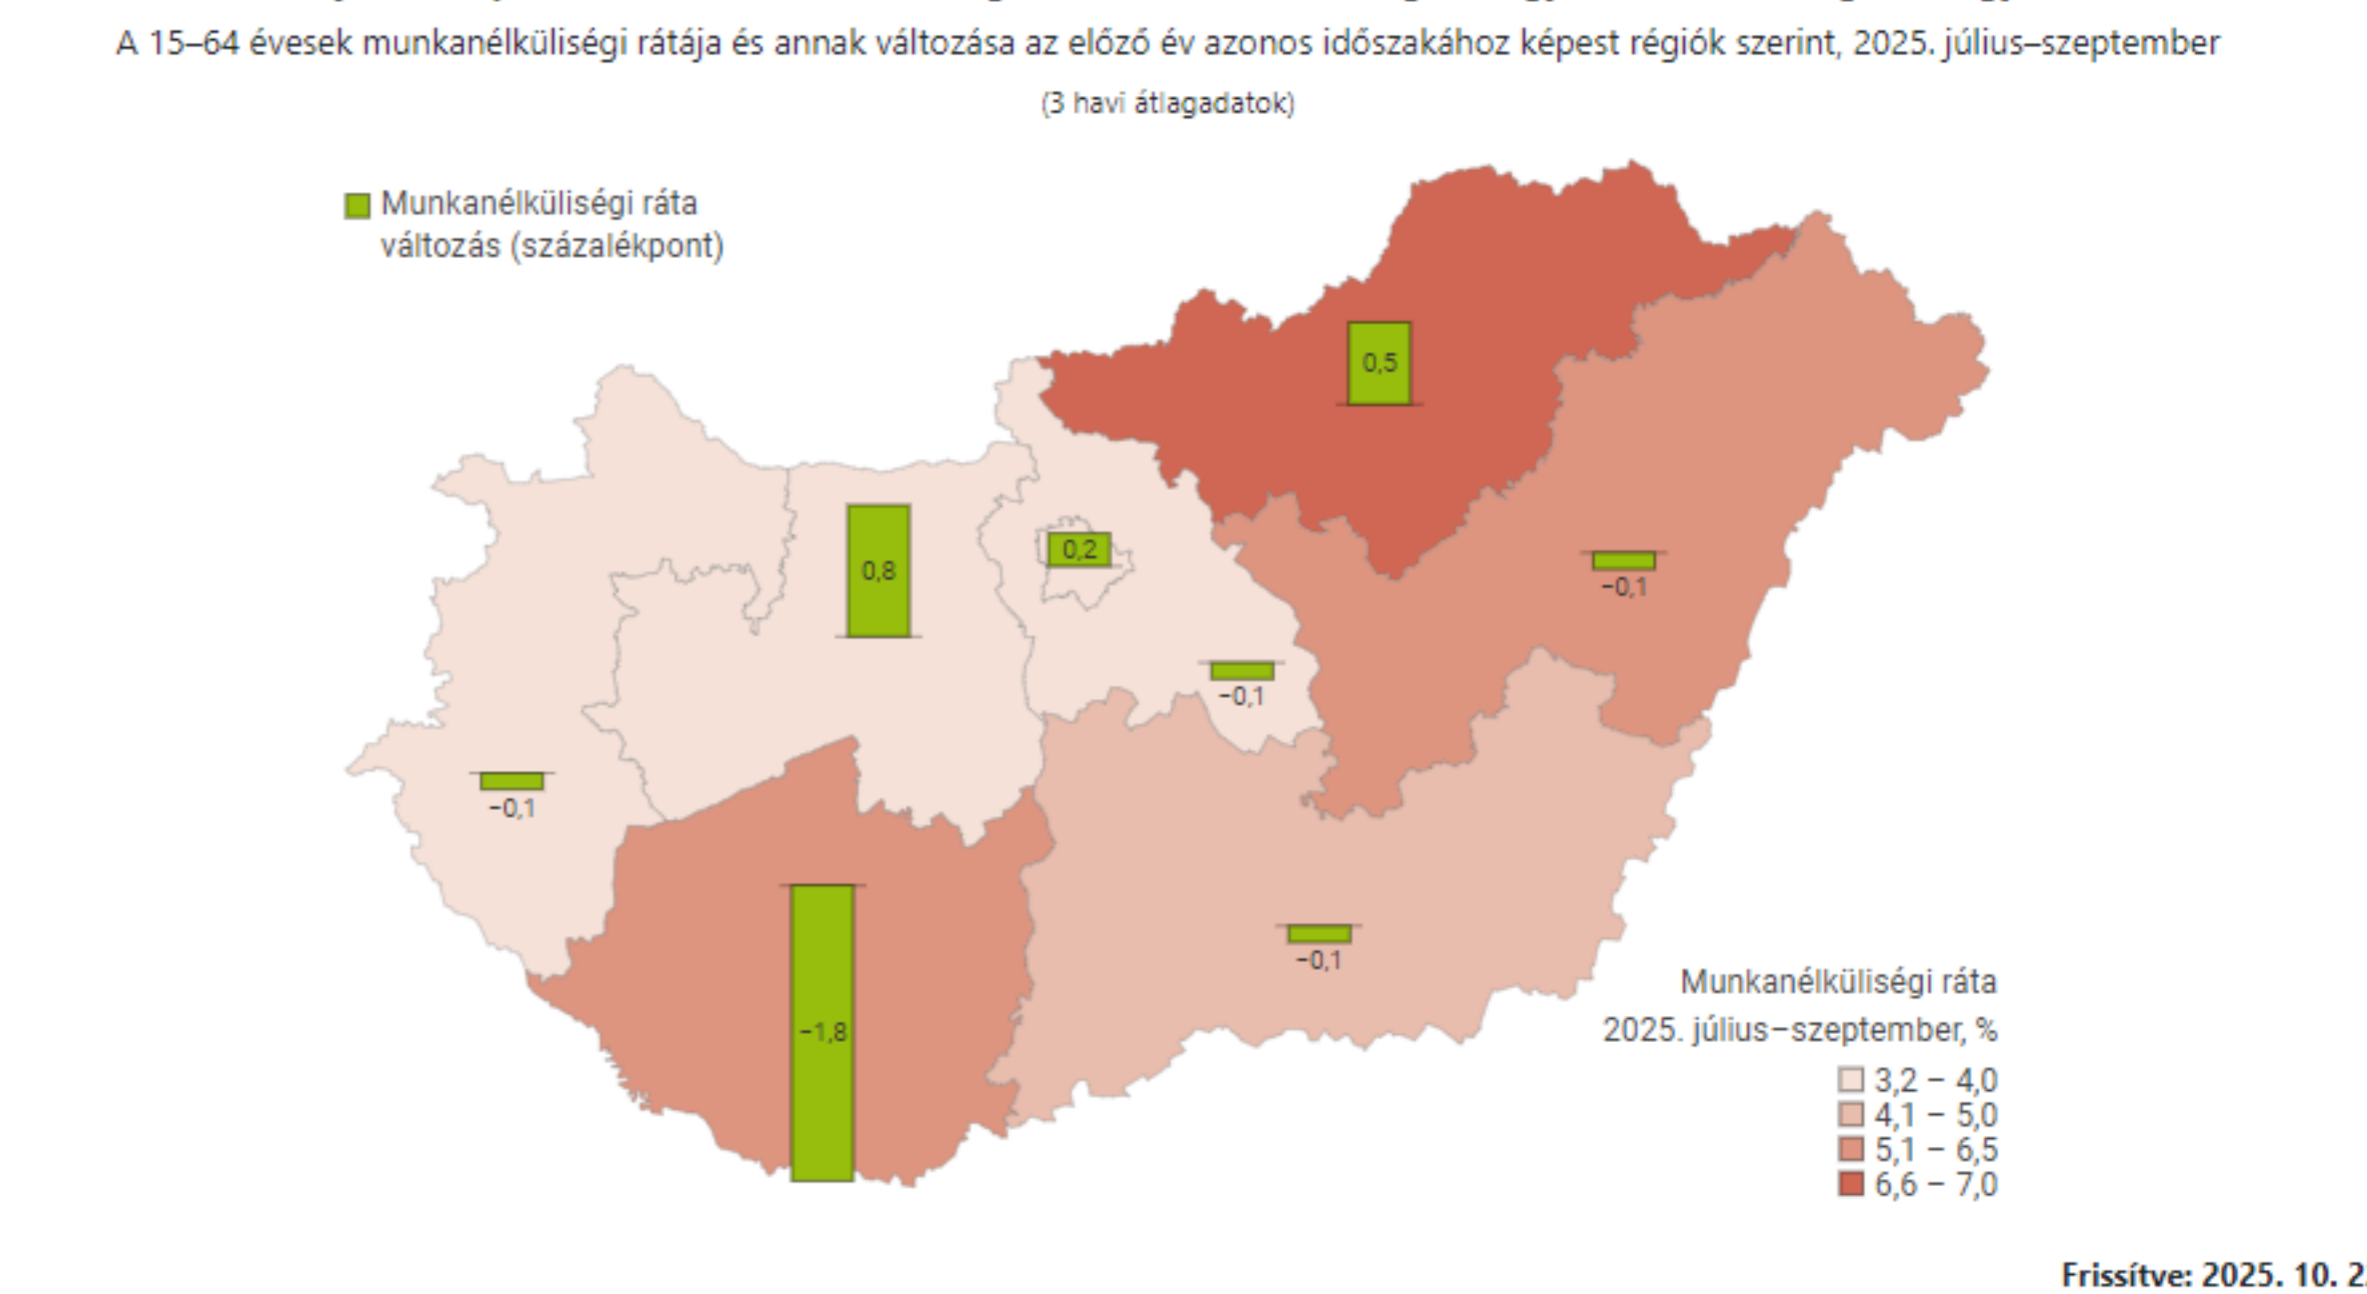 A 15–64 évesek munkanélküliségi rátája és annak változása az előző év azonos időszakához képest régiók szerint, 2025. július–szeptember
(3 havi átlagadatok)
Munkanélküliségi ráta
változás (százalékpont)
0,5
0,8
0,2
−0,1
−0,1
−0,1
−1,8
−0,1
Munkanélküliségi ráta
2025. július−szeptember, %
3,2 − 4,0
4,1 − 5,0
5,1 − 6,5
6,6 − 7,0
Frissítve: 2025. 10.